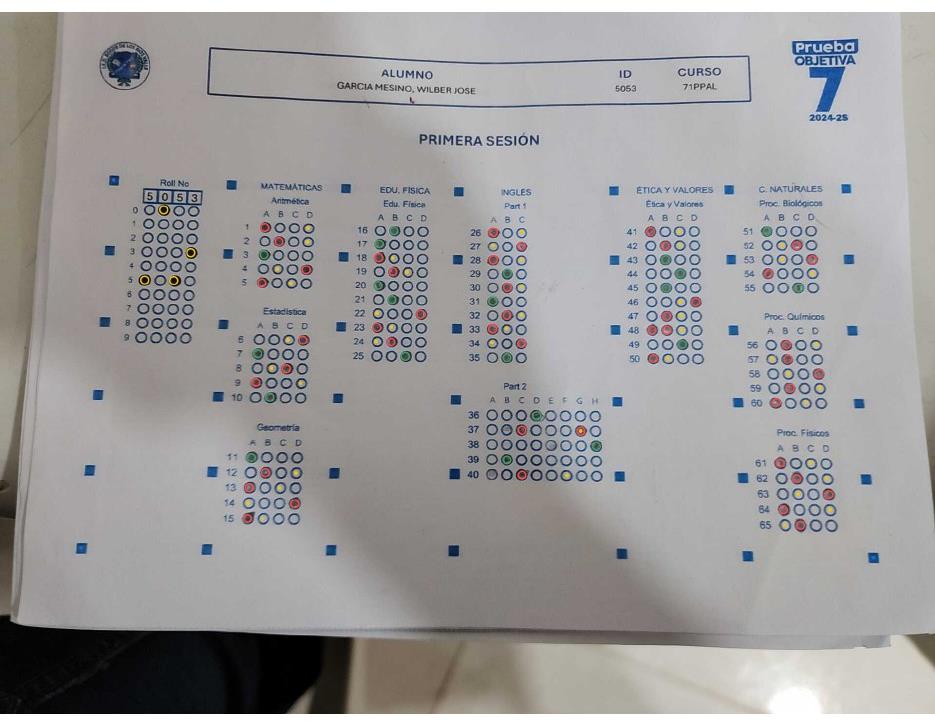 I.E.D. ROQUE DE LOS RIOS VALLE
ALUMNO ID CURSO
GARCIA MESINO, WILBER JOSE 5053 71PPAL
Prueba
OBJETIVA
7
2024-25
PRIMERA SESIÓN
Roll No
5 0 5 3
0
1
2
3
4
5
6
7
8
9
MATEMÁTICAS
Aritmética
A B C D
1
2
3
4
5
Estadística
A B C D
6
7
8
9
10
Geometría
A B C D
11
12
13
14
15
EDU. FÍSICA
Edu. Física
A B C D
16
17
18
19
20
21
22
23
24
25
INGLES
Part 1
A B C
26
27
28
29
30
31
32
33
34
35
Part 2
A B C D E F G H
36
37
38
39
40
ÉTICA Y VALORES
Ética y Valores
A B C D
41
42
43
44
45
46
47
48
49
50
C. NATURALES
Proc. Biológicos
A B C D
51
52
53
54
55
Proc. Químicos
A B C D
56
57
58
59
60
Proc. Físicos
A B C D
61
62
63
64
65